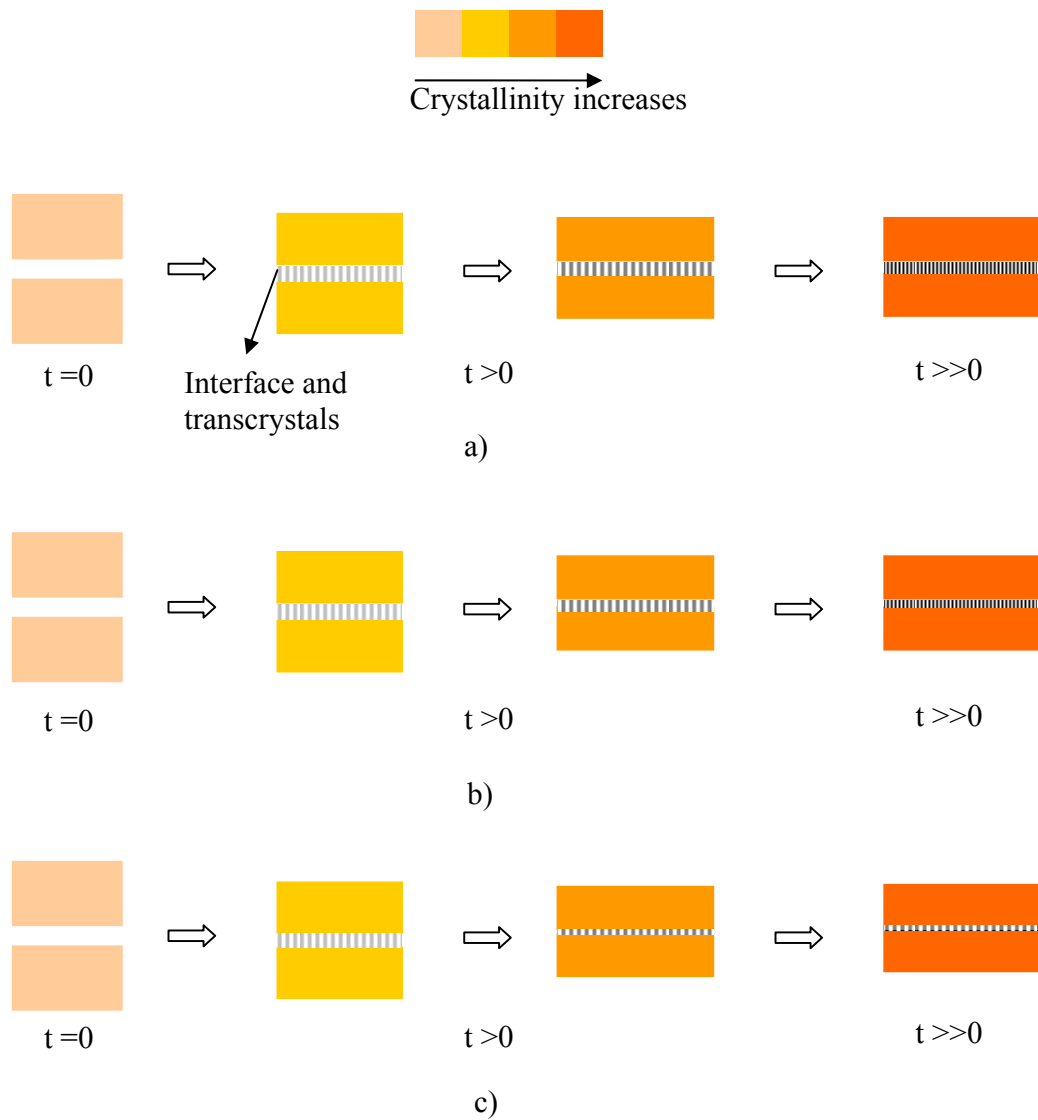 Crystallinity increases
t =0
Interface and
transcrystals
t >0
t >>0
a)
t =0
t >0
t >>0
b)
t =0
t >0
t >>0
c)